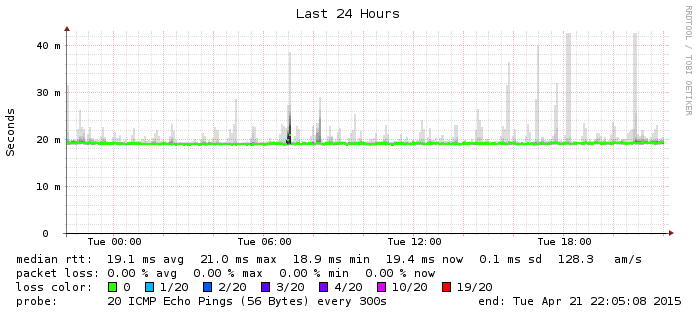 Last 24 Hours
RRDTOOL / TOBI OETIKER
Seconds
40 m
30 m
20 m
10 m
0
Tue 00:00 Tue 06:00 Tue 12:00 Tue 18:00
median rtt: 19.1 ms avg 21.0 ms max 18.9 ms min 19.4 ms now 0.1 ms sd 128.3 am/s
packet loss: 0.00 % avg 0.00 % max 0.00 % min 0.00 % now
loss color: 0 1/20 2/20 3/20 4/20 10/20 19/20
probe: 20 ICMP Echo Pings (56 Bytes) every 300s end: Tue Apr 21 22:05:08 2015